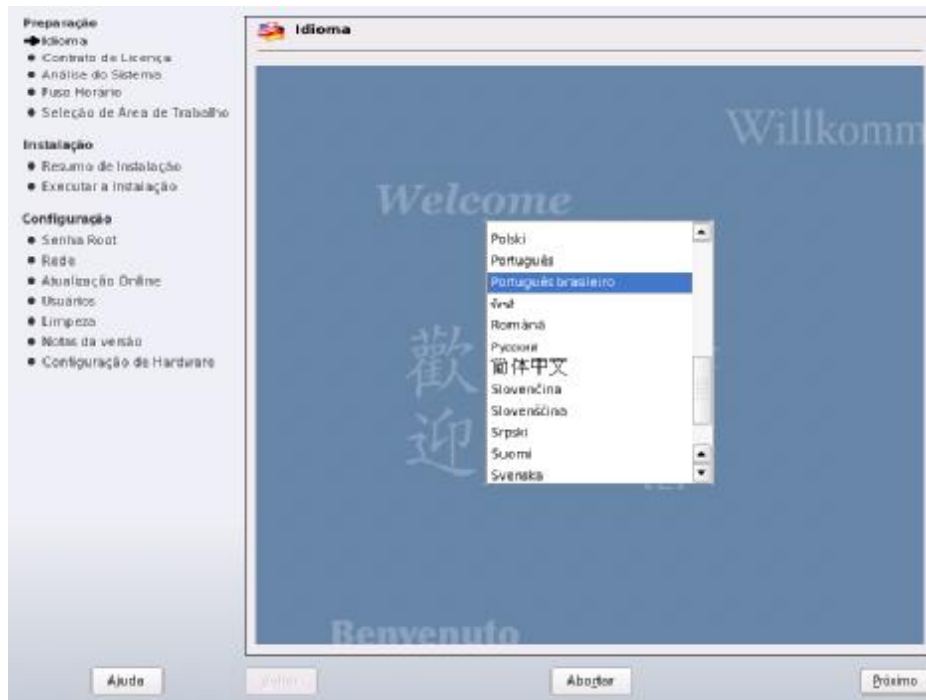 Preparação
Idioma
Contrato de Licença
Análise do Sistema
Fuso Horário
Seleção de Área de Trabalho
Instalação
Resumo de Instalação
Executar a Instalação
Configuração
Senha Root
Rede
Atualização Online
Usuários
Limpeza
Notas da versão
Configuração de Hardware
Idioma
Willkomm
Welcome
歡迎
Polski
Português
Português brasileiro
Română
Русский
简体中文
Slovenčina
Slovenščina
Srpski
Suomi
Svenska
Benvenuto
Ajuda
Voltar
Abortar
Próximo